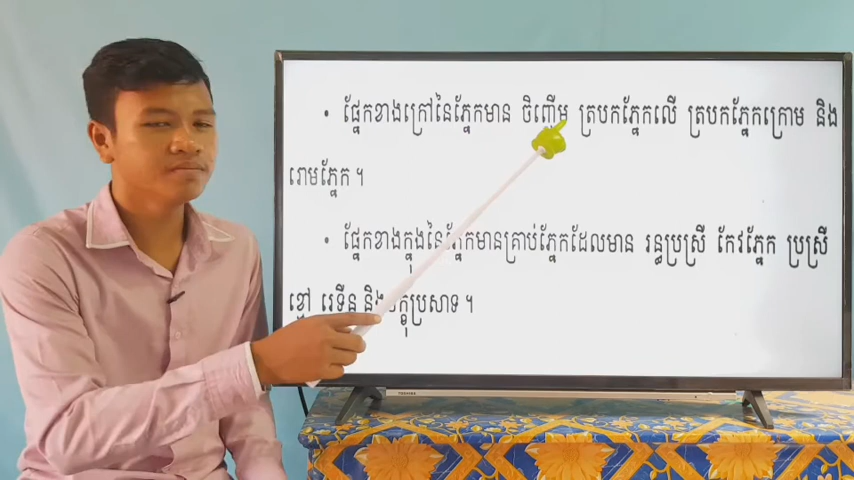 • ផ្នែកខាងក្រៅនៃភ្នែកមាន ចិញ្ចើម ត្របកភ្នែកលើ ត្របកភ្នែកក្រោម និង
រោមភ្នែក ។
• ផ្នែកខាងក្នុងនៃភ្នែកមានគ្រាប់ភ្នែកដែលមាន រន្ធប្រស្រី កែវភ្នែក ប្រស្រី
ខ្មៅ រេទីន និង ប្រសាទ ។
TOSHIBA